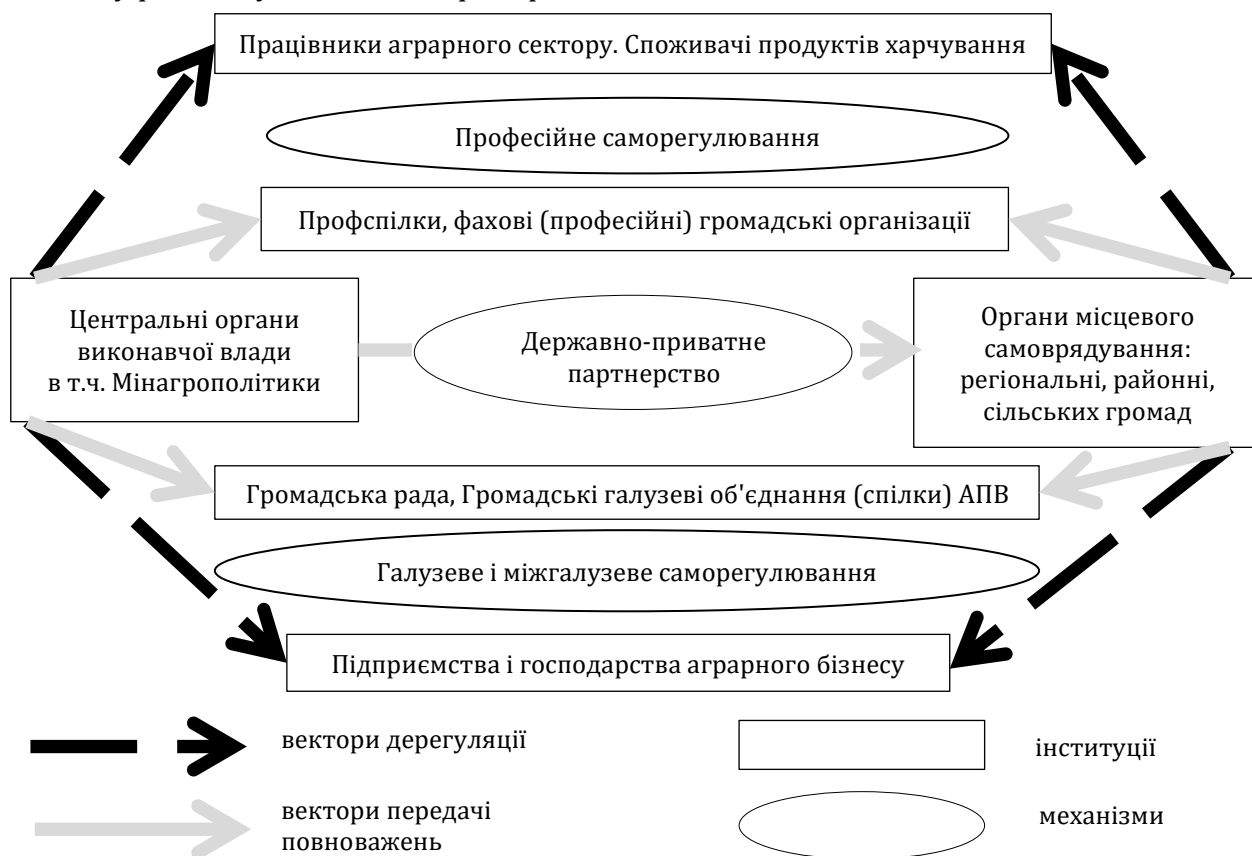 Працівники аграрного сектору. Споживачі продуктів харчування
Професійне саморегулювання
Профспілки, фахові (професійні) громадські організації
Центральні органи
виконавчої влади
в т.ч. Мінагрополітики
Державно-приватне
партнерство
Органи місцевого
самоврядування:
регіональні, районні,
сільських громад
Громадська рада, Громадські галузеві об'єднання (спілки) АПВ
Галузеве і міжгалузеве саморегулювання
Підприємства і господарства аграрного бізнесу
вектори дерегуляції
інституції
вектори передачі
повноважень
механізми